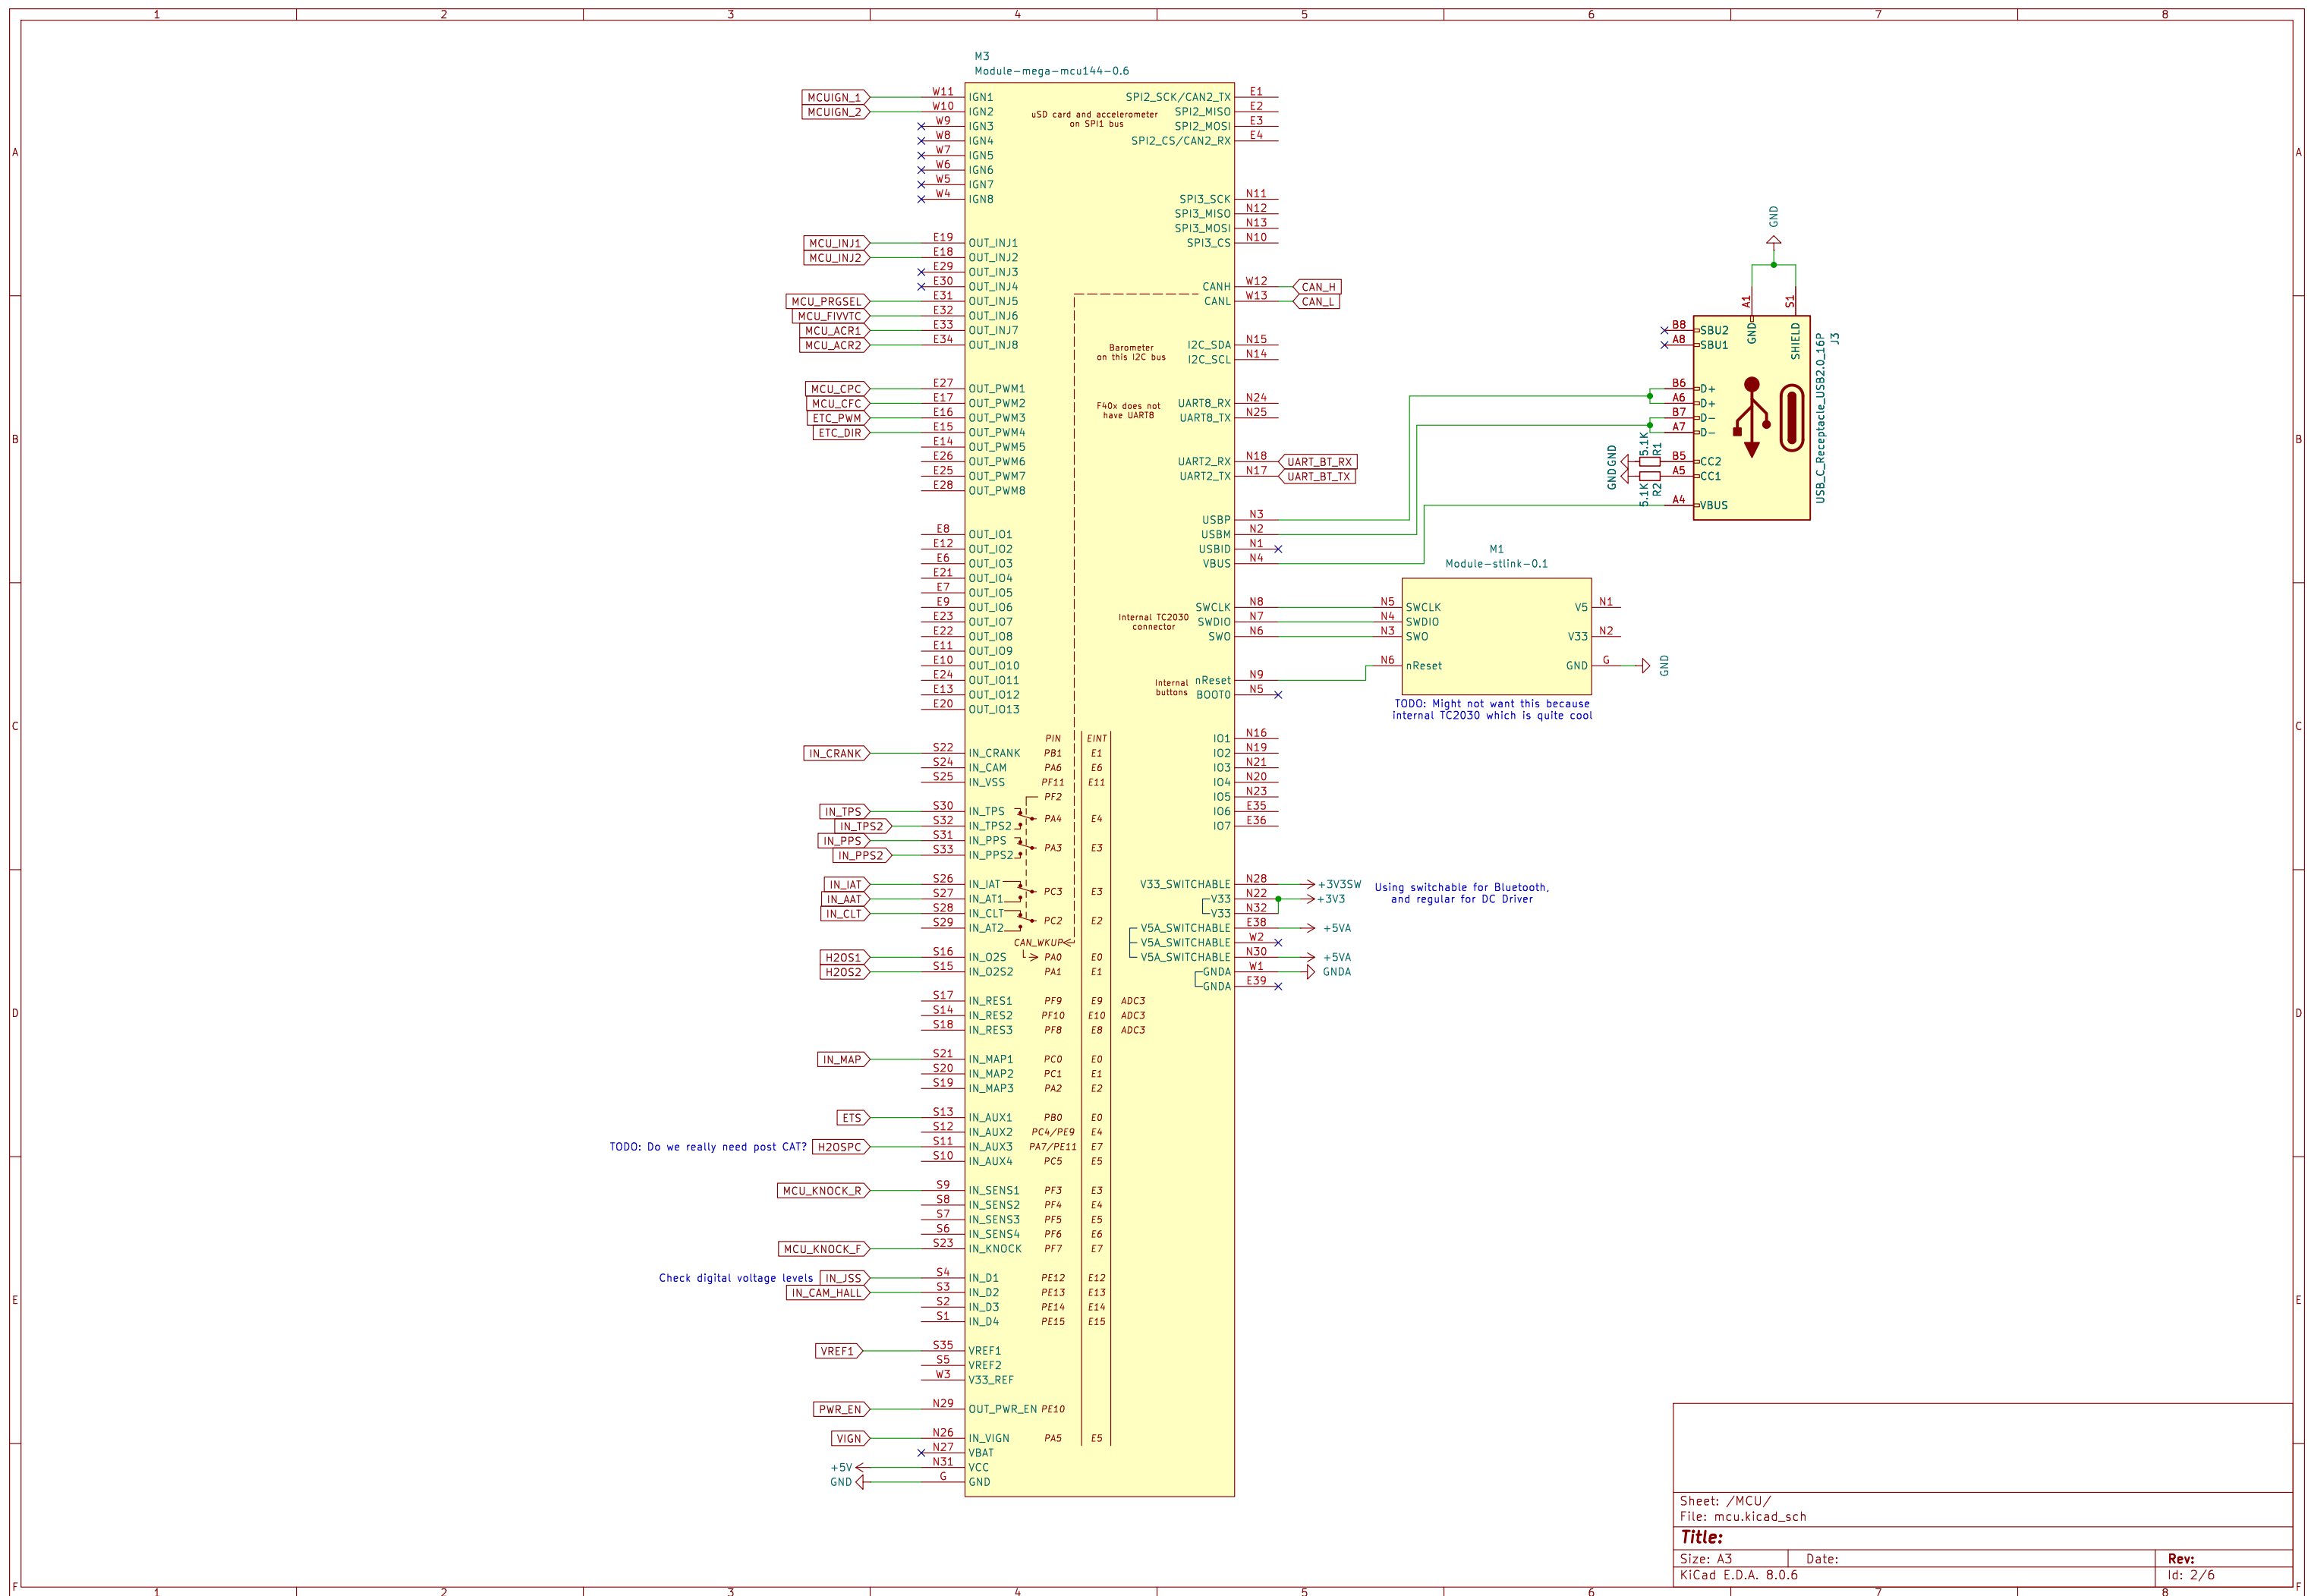 1 2 3 4 5 6 7 8
A
B
C
D
E
F
M3
Module-mega-mcu144-0.6
MCUIGN_1 W11 IGN1
MCUIGN_2 W10 IGN2
W9 IGN3
W8 IGN4
W7 IGN5
W6 IGN6
W5 IGN7
W4 IGN8
MCU_INJ1 E19 OUT_INJ1
MCU_INJ2 E18 OUT_INJ2
E29 OUT_INJ3
E30 OUT_INJ4
MCU_PRGSEL E31 OUT_INJ5
MCU_FIVVTC E32 OUT_INJ6
MCU_ACR1 E33 OUT_INJ7
MCU_ACR2 E34 OUT_INJ8
MCU_CPC E27 OUT_PWM1
MCU_CFC E17 OUT_PWM2
ETC_PWM E16 OUT_PWM3
ETC_DIR E15 OUT_PWM4
E14 OUT_PWM5
E26 OUT_PWM6
E25 OUT_PWM7
E28 OUT_PWM8
E8 OUT_IO1
E12 OUT_IO2
E6 OUT_IO3
E21 OUT_IO4
E7 OUT_IO5
E9 OUT_IO6
E23 OUT_IO7
E22 OUT_IO8
E11 OUT_IO9
E10 OUT_IO10
E24 OUT_IO11
E13 OUT_IO12
E20 OUT_IO13
PIN EINT
IN_CRANK S22 IN_CRANK PB1 E1
S24 IN_CAM PA6 E6
S25 IN_VSS PF11 E11
PF2
IN_TPS S30 IN_TPS
PA4 E4
IN_TPS2 S32 IN_TPS2
IN_PPS S31 IN_PPS
PA3 E3
IN_PPS2 S33 IN_PPS2
IN_IAT S26 IN_IAT
PC3 E3
IN_AAT S27 IN_AT1
IN_CLT S28 IN_CLT
PC2 E2
S29 IN_AT2
CAN_WKUP
H2OS1 S16 IN_O2S PA0 E0
H2OS2 S15 IN_O2S2 PA1 E1
S17 IN_RES1 PF9 E9 ADC3
S14 IN_RES2 PF10 E10 ADC3
S18 IN_RES3 PF8 E8 ADC3
IN_MAP S21 IN_MAP1 PC0 E0
S20 IN_MAP2 PC1 E1
S19 IN_MAP3 PA2 E2
ETS S13 IN_AUX1 PB0 E0
S12 IN_AUX2 PC4/PE9 E4
TODO: Do we really need post CAT? H2OSPC S11 IN_AUX3 PA7/PE11 E7
S10 IN_AUX4 PC5 E5
MCU_KNOCK_R S9 IN_SENS1 PF3 E3
S8 IN_SENS2 PF4 E4
S7 IN_SENS3 PF5 E5
S6 IN_SENS4 PF6 E6
MCU_KNOCK_F S23 IN_KNOCK PF7 E7
Check digital voltage levels IN_JSS S4 IN_D1 PE12 E12
IN_CAM_HALL S3 IN_D2 PE13 E13
S2 IN_D3 PE14 E14
S1 IN_D4 PE15 E15
VREF1 S35 VREF1
S5 VREF2
W3 V33_REF
PWR_EN N29 OUT_PWR_EN PE10
VIGN N26 IN_VIGN PA5 E5
N27 VBAT
+5V N31 VCC
GND G GND
uSD card and accelerometer
on SPI1 bus
SPI2_SCK/CAN2_TX E1
SPI2_MISO E2
SPI2_MOSI E3
SPI2_CS/CAN2_RX E4
SPI3_SCK N11
SPI3_MISO N12
SPI3_MOSI N13
SPI3_CS N10
CANH W12 CAN_H
CANL W13 CAN_L
Barometer
on this I2C bus
I2C_SDA N15
I2C_SCL N14
F40x does not
have UART8
UART8_RX N24
UART8_TX N25
UART2_RX N18 UART_BT_RX
UART2_TX N17 UART_BT_TX
USBP N3
USBM N2
USBID N1
VBUS N4
Internal TC2030
connector
SWCLK N8
SWDIO N7
SWO N6
Internal
buttons
nReset N9
BOOT0 N5
IO1 N16
IO2 N19
IO3 N21
IO4 N20
IO5 N23
IO6 E35
IO7 E36
V33_SWITCHABLE N28 +3V3SW
V33 N22 +3V3
V33 N32
V5A_SWITCHABLE E38 +5VA
V5A_SWITCHABLE W2
V5A_SWITCHABLE N30 +5VA
GNDA W1 GNDA
GNDA E39
Using switchable for Bluetooth,
and regular for DC Driver
M1
Module-stlink-0.1
N5 SWCLK V5 N1
N4 SWDIO
N3 SWO V33 N2
N6 nReset GND G GND
TODO: Might not want this because
internal TC2030 which is quite cool
GND
A1 S1
GND SHIELD
B8 SBU2
A8 SBU1
B6 D+
A6 D+
B7 D-
A7 D-
B5 CC2
A5 CC1
A4 VBUS
GND 5.1K R1
GND 5.1K R2
USB_C_Receptacle_USB2.0_16P
J3
Sheet: /MCU/
File: mcu.kicad_sch
Title:
Size: A3 Date: Rev:
KiCad E.D.A. 8.0.6 Id: 2/6
A
B
C
D
E
F
1 2 3 4 5 6 7 8